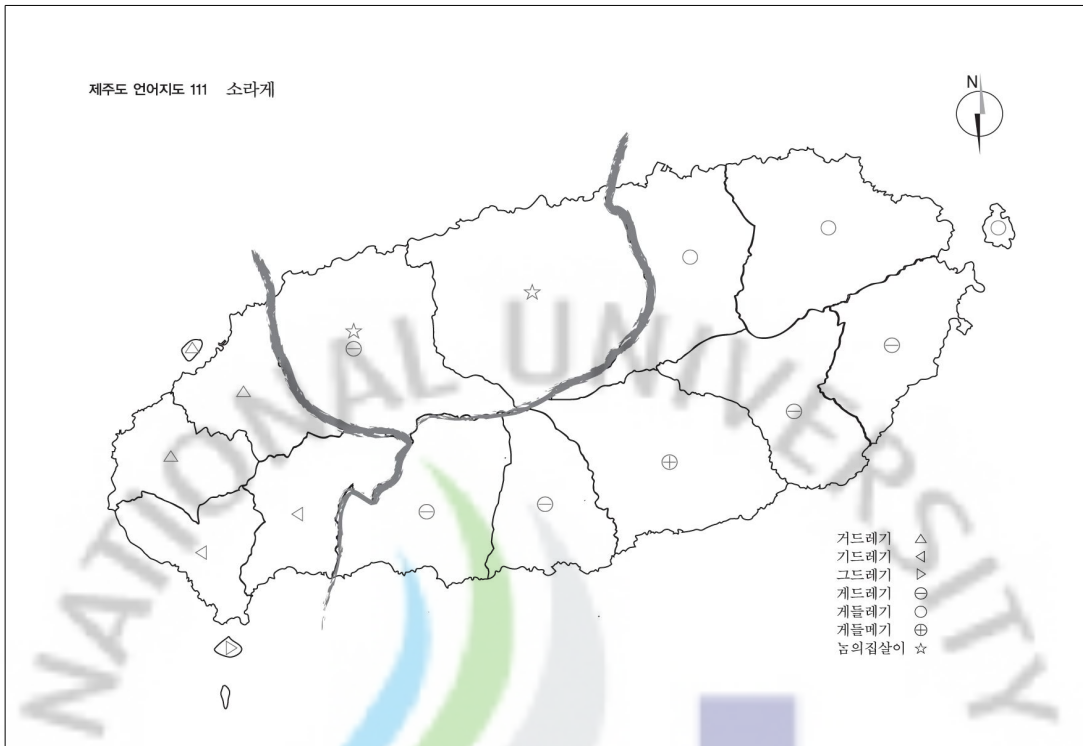 제주도 언어지도 111 소라게
N
NATIONAL UNIVERSITY
거드레기 △
기드레기 ◁
그드레기 ▷
게드레기 ⊖
게들레기 ○
게들메기 ⊕
놈의집살이 ☆